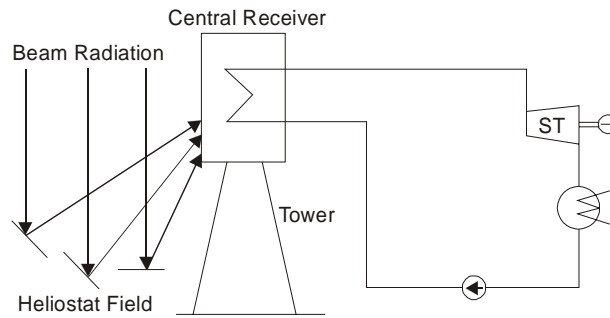 Central Receiver
Beam Radiation
ST
Tower
Heliostat Field